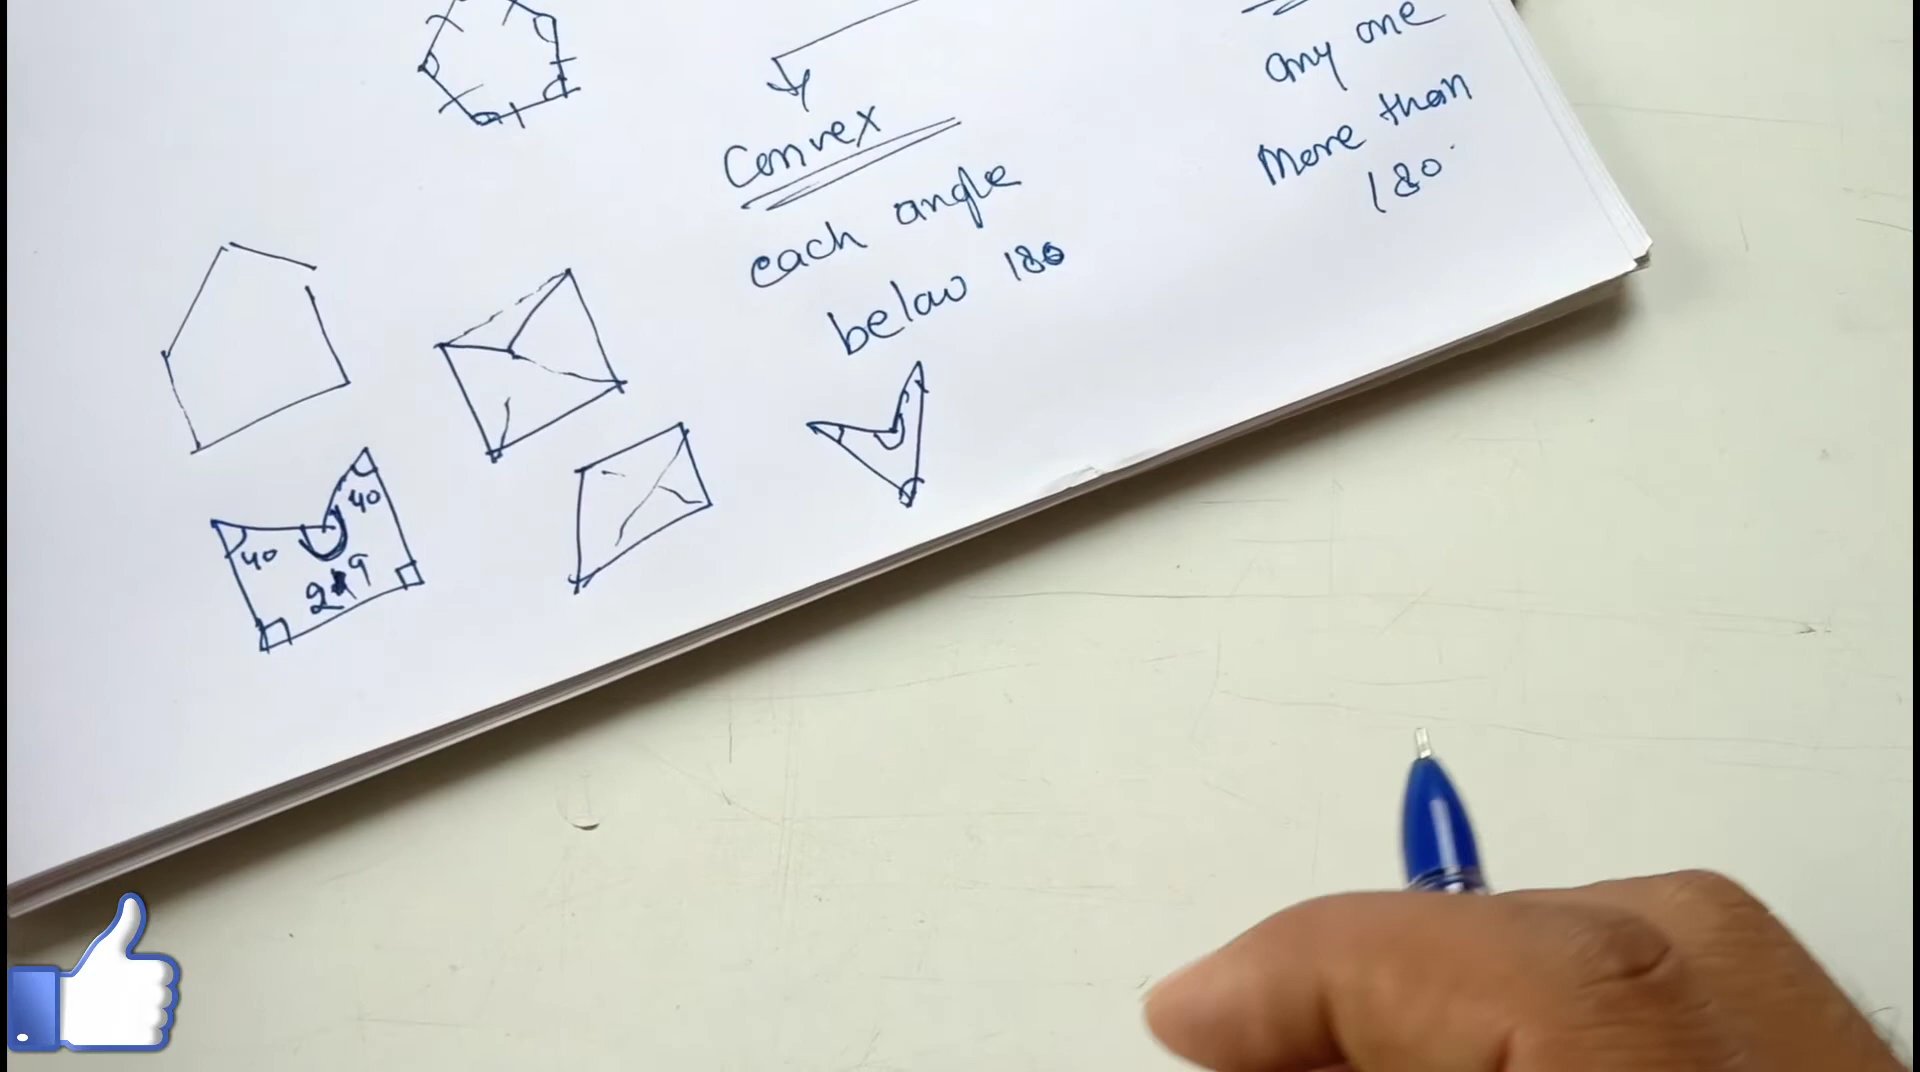 Convex
each angle
below 180
any one
More than
180
40
40